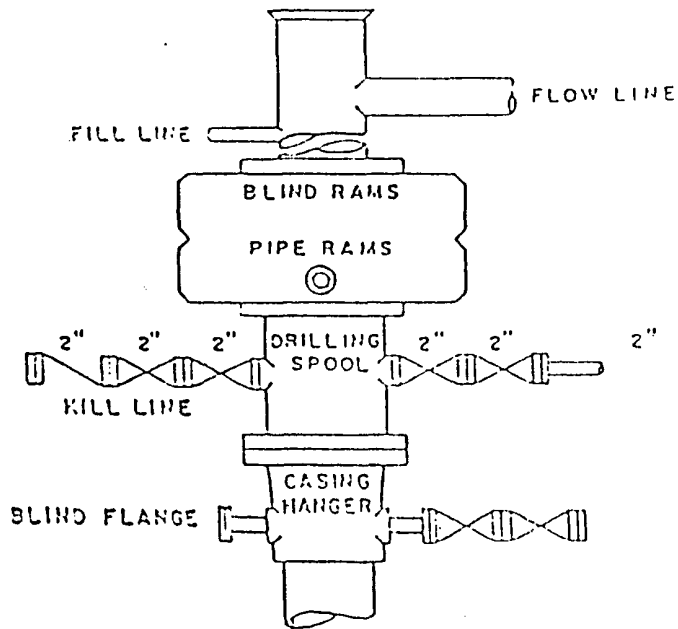 FLOW LINE
FILL LINE
BLIND RAMS
PIPE RAMS
2" 2" 2" DRILLING 2" 2" 2"
SPOOL
KILL LINE
CASING
HANGER
BLIND FLANGE